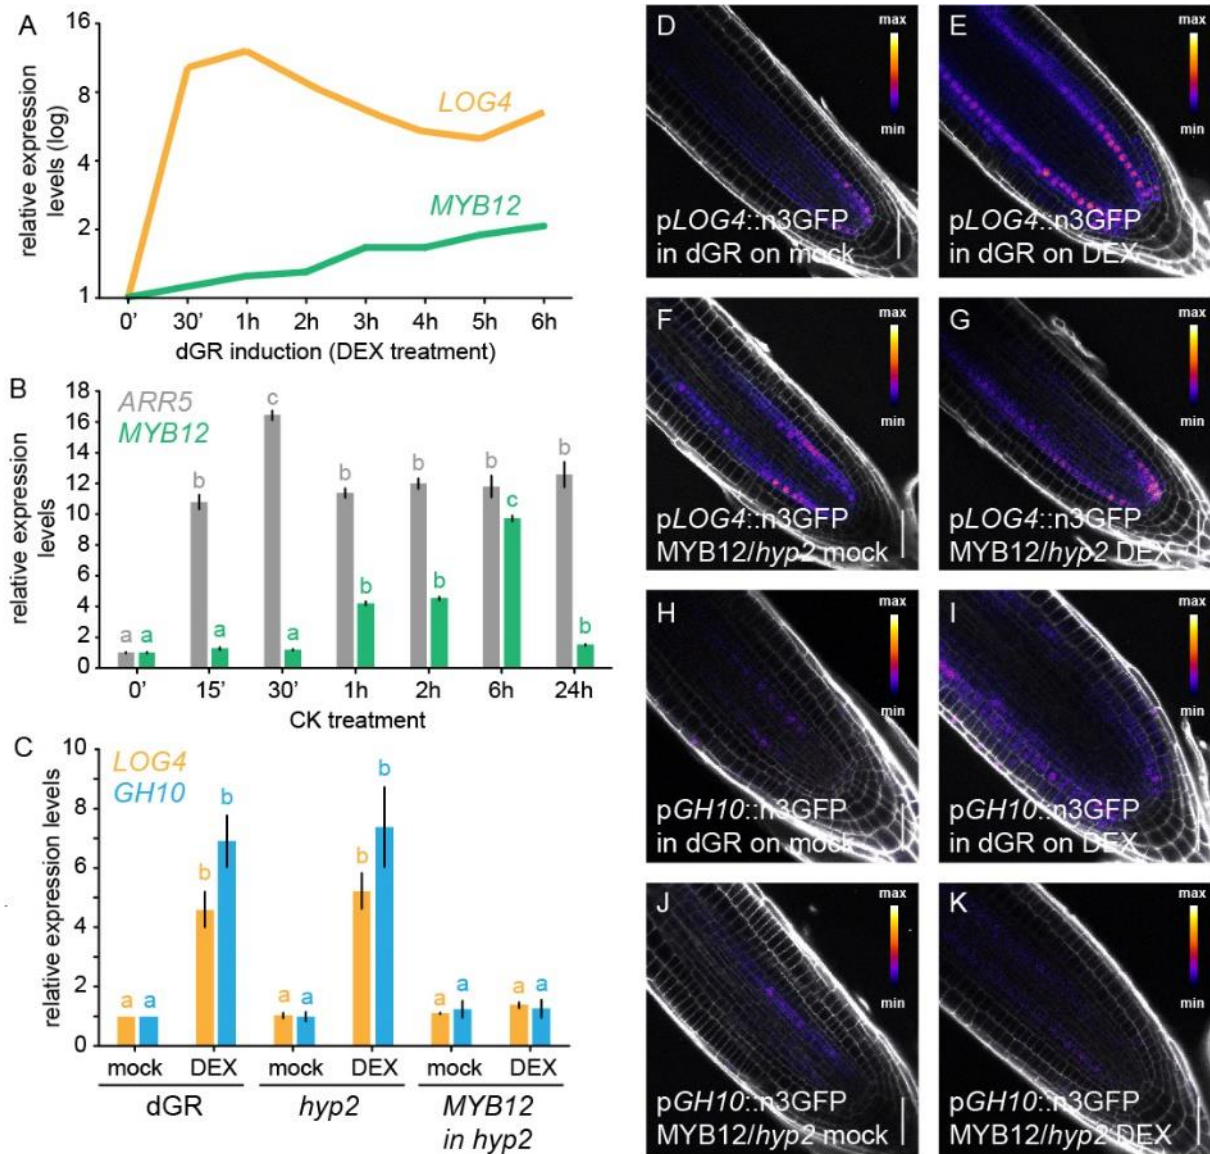 A
relative expression
levels (log)
16
8
4
2
1
LOG4
MYB12
0' 30' 1h 2h 3h 4h 5h 6h
dGR induction (DEX treatment)
B
relative expression
levels
18
16
14
12
10
8
6
4
2
0
ARR5
MYB12
a a b a c a b b b b b c b b
0' 15' 30' 1h 2h 6h 24h
CK treatment
C
relative expression levels
10
8
6
4
2
0
LOG4
GH10
a a b b a a b b a a a a
mock DEX mock DEX mock DEX
dGR hyp2 MYB12
in hyp2
D
max
min
pLOG4::n3GFP
in dGR on mock
E
max
min
pLOG4::n3GFP
in dGR on DEX
F
max
min
pLOG4::n3GFP
MYB12/hyp2 mock
G
max
min
pLOG4::n3GFP
MYB12/hyp2 DEX
H
max
min
pGH10::n3GFP
in dGR on mock
I
max
min
pGH10::n3GFP
in dGR on DEX
J
max
min
pGH10::n3GFP
MYB12/hyp2 mock
K
max
min
pGH10::n3GFP
MYB12/hyp2 DEX